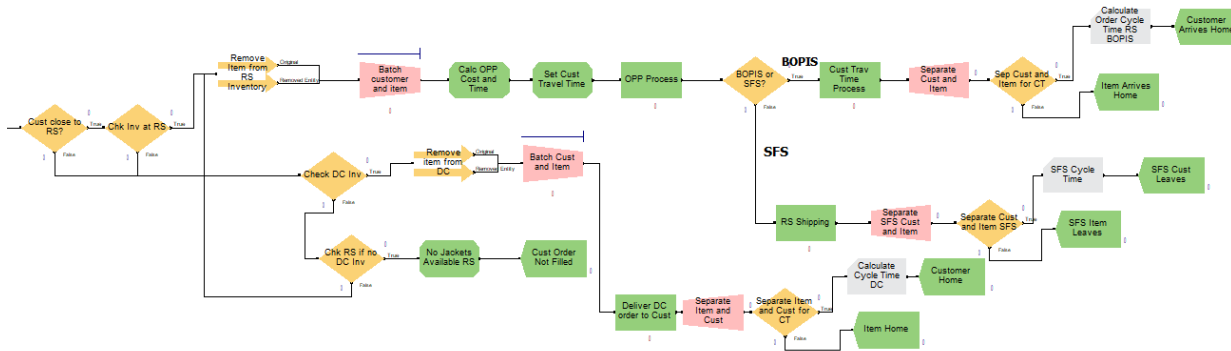 Calculate
Order Cycle
Time RS
BOPIS
Customer
Arrives Home
Remove
Item from
RS
Inventory
Original
Removed Entity
Batch
customer
and item
Calc OPP
Cost and
Time
Set Cust
Travel Time
OPP Process
BOPIS or
SFS?
True
False
BOPIS
Cust Trav
Time
Process
Separate
Cust and
Item
Sep Cust and
Item for CT
True
False
Item Arrives
Home
Cust close to
RS?
True
False
Chk Inv at RS
True
False
SFS
Check DC Inv
True
False
Remove
item from
DC
Original
Removed Entity
Batch Cust
and Item
SFS Cycle
Time
SFS Cust
Leaves
RS Shipping
Separate
SFS Cust
and Item
Separate Cust
and Item SFS
True
False
SFS Item
Leaves
Chk RS if no
DC Inv
True
False
No Jackets
Available RS
Cust Order
Not Filled
Calculate
Cycle Time
DC
Customer
Home
Deliver DC
order to Cust
Separate
Item and
Cust
Separate Item
and Cust for
CT
True
False
Item Home